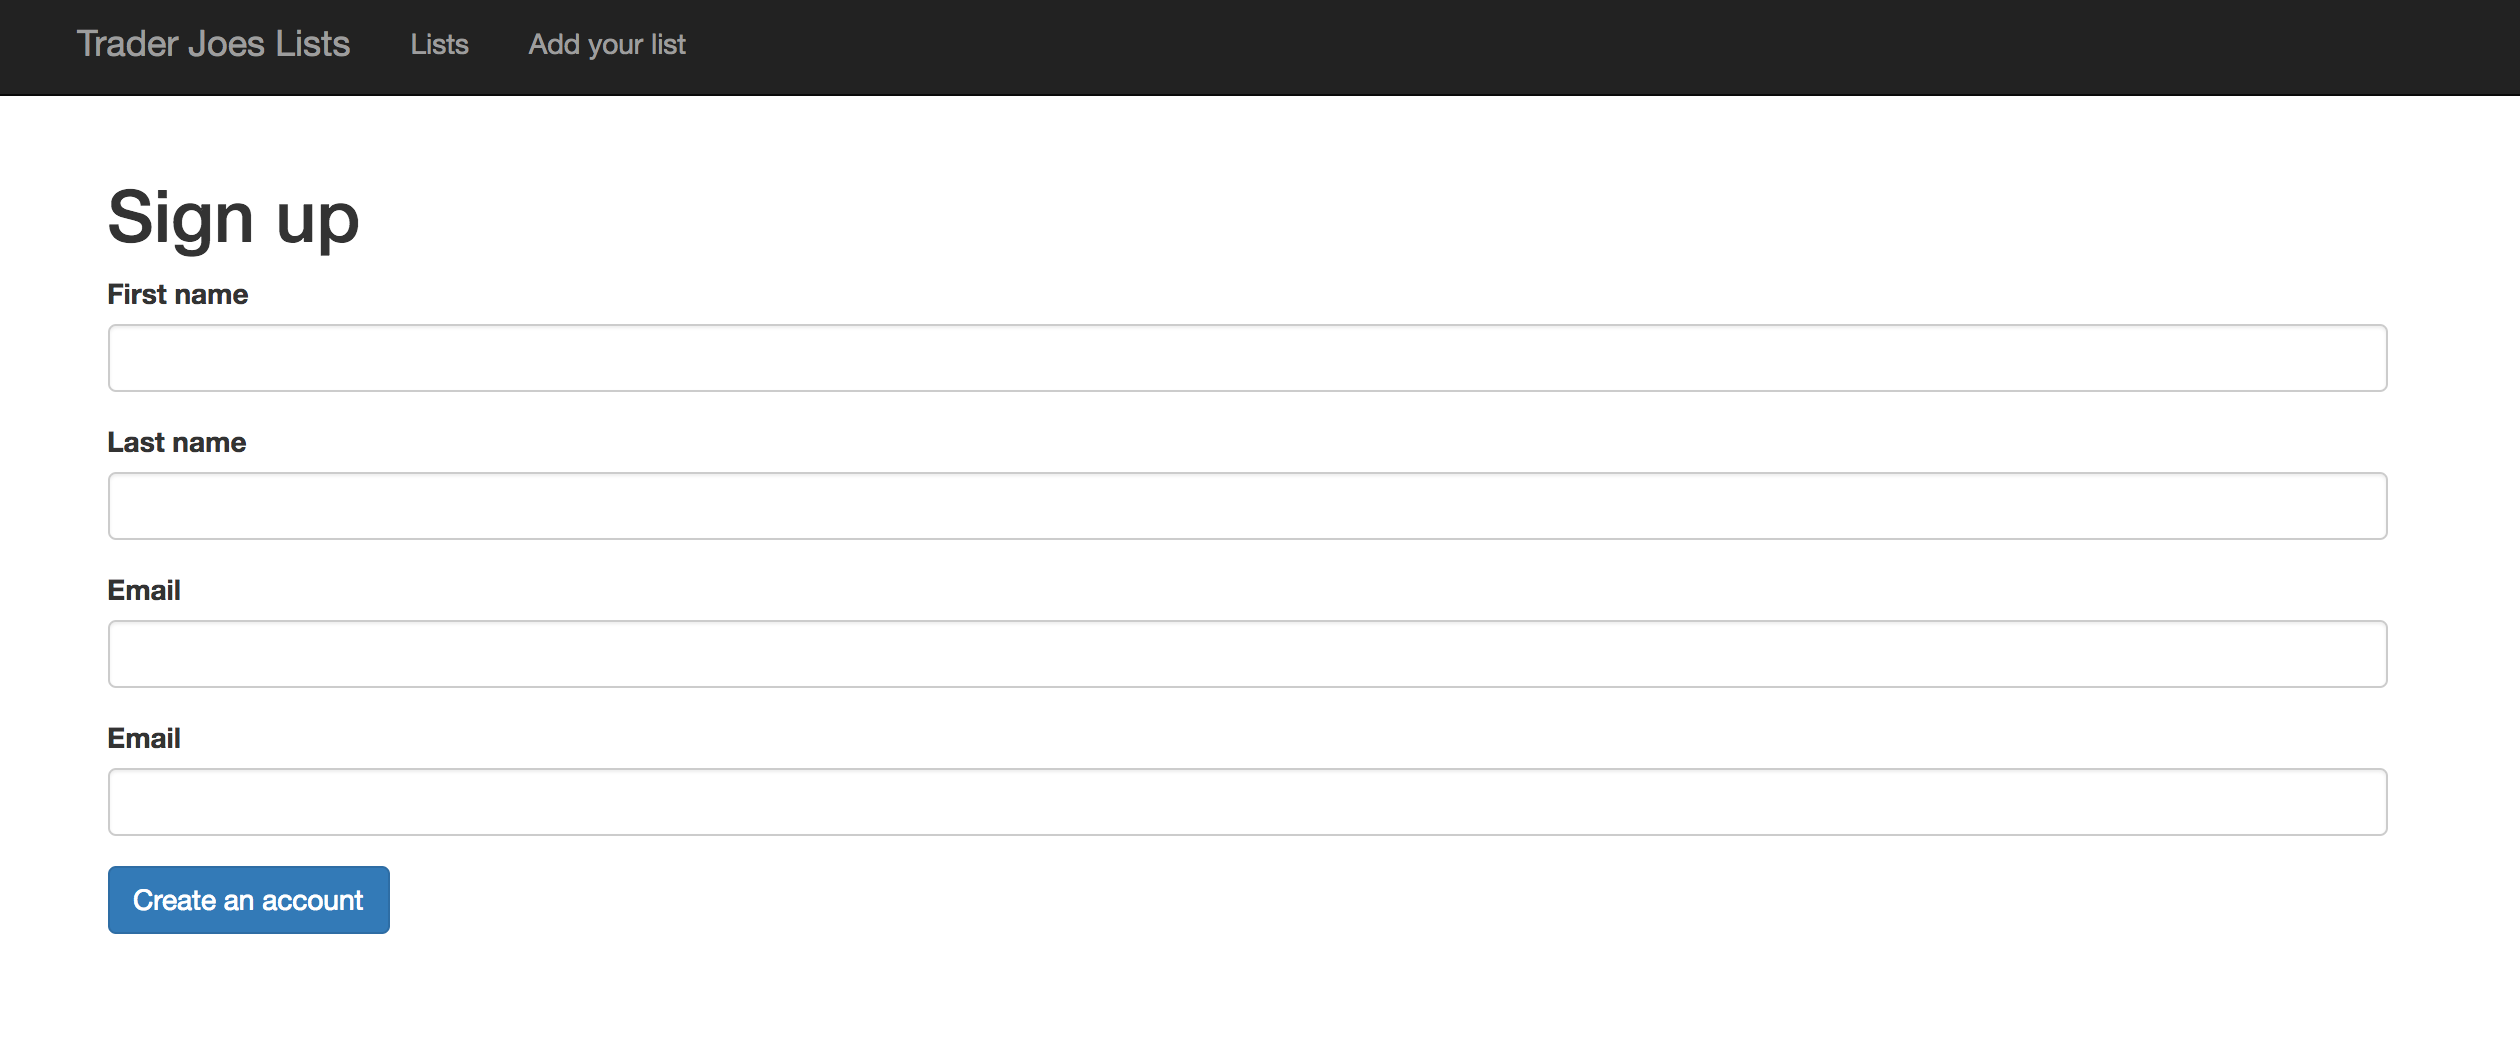 Trader Joes Lists Lists Add your list
Sign up
First name
Last name
Email
Email
Create an account